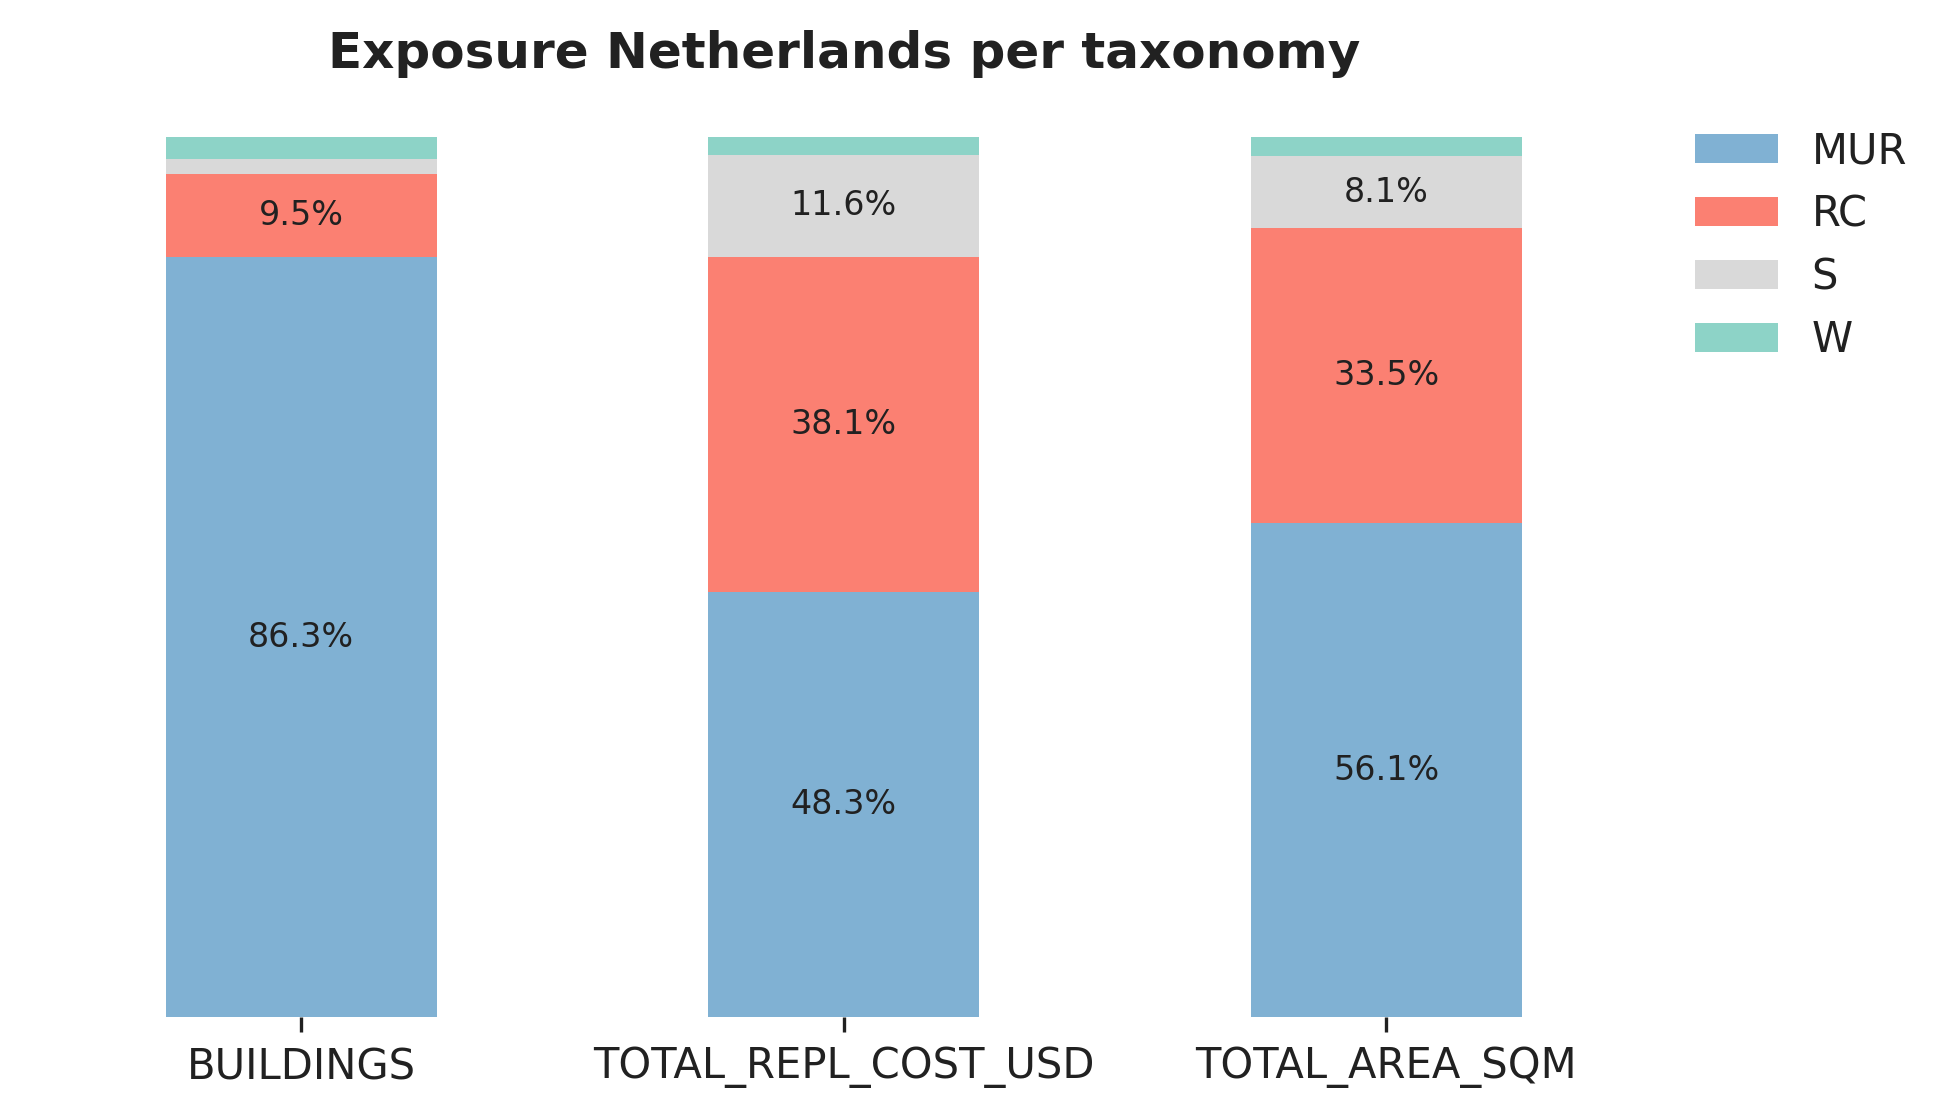 Exposure Netherlands per taxonomy
MUR
RC
S
W
9.5%
86.3%
11.6%
38.1%
48.3%
8.1%
33.5%
56.1%
BUILDINGS
TOTAL_REPL_COST_USD
TOTAL_AREA_SQM